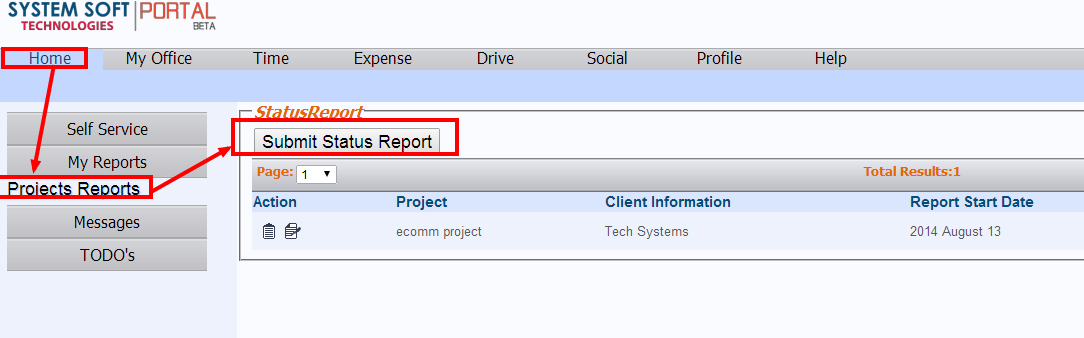 SYSTEM SOFT PORTAL
TECHNOLOGIES BETA
Home My Office Time Expense Drive Social Profile Help
StatusReport
Self Service
Submit Status Report
My Reports
Page: 1 Total Results:1
Projects Reports
Action Project Client Information Report Start Date
Messages
ecomm project Tech Systems 2014 August 13
TODO's